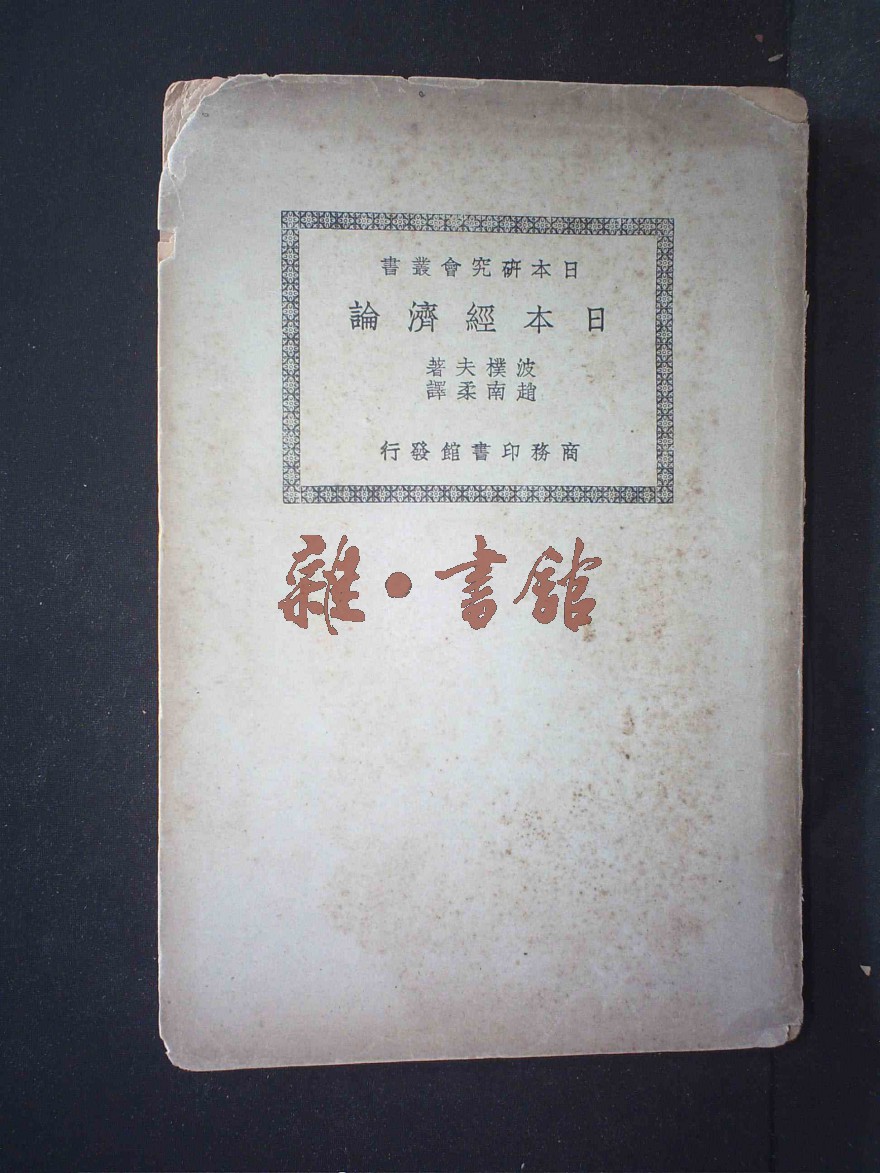 日本研究會叢書
日本經濟論
波樸夫著
趙南柔譯
商務印書館發行
雜·書館